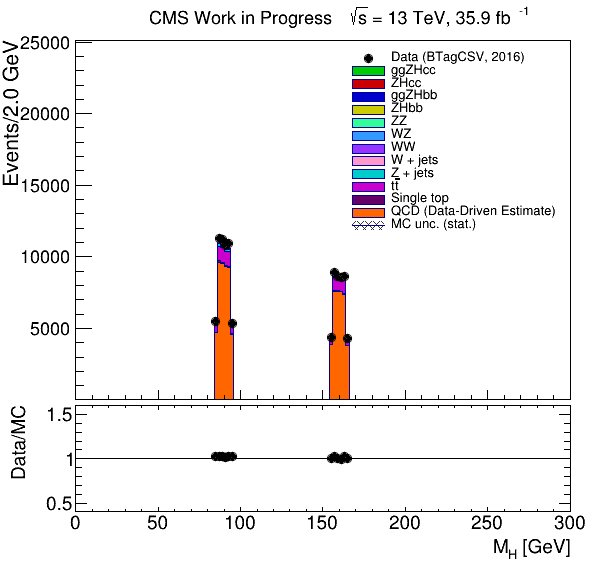 CMS Work in Progress √s = 13 TeV, 35.9 fb⁻¹
Events/2.0 GeV
25000
20000
15000
10000
5000
Data (BTagCSV, 2016)
ggZHcc
ZHcc
ggZHbb
ZHbb
ZZ
WZ
WW
W + jets
Z + jets
tt̅
Single top
QCD (Data-Driven Estimate)
MC unc. (stat.)
Data/MC
1.5
1
0.5
0 50 100 150 200 250 300
M_H [GeV]